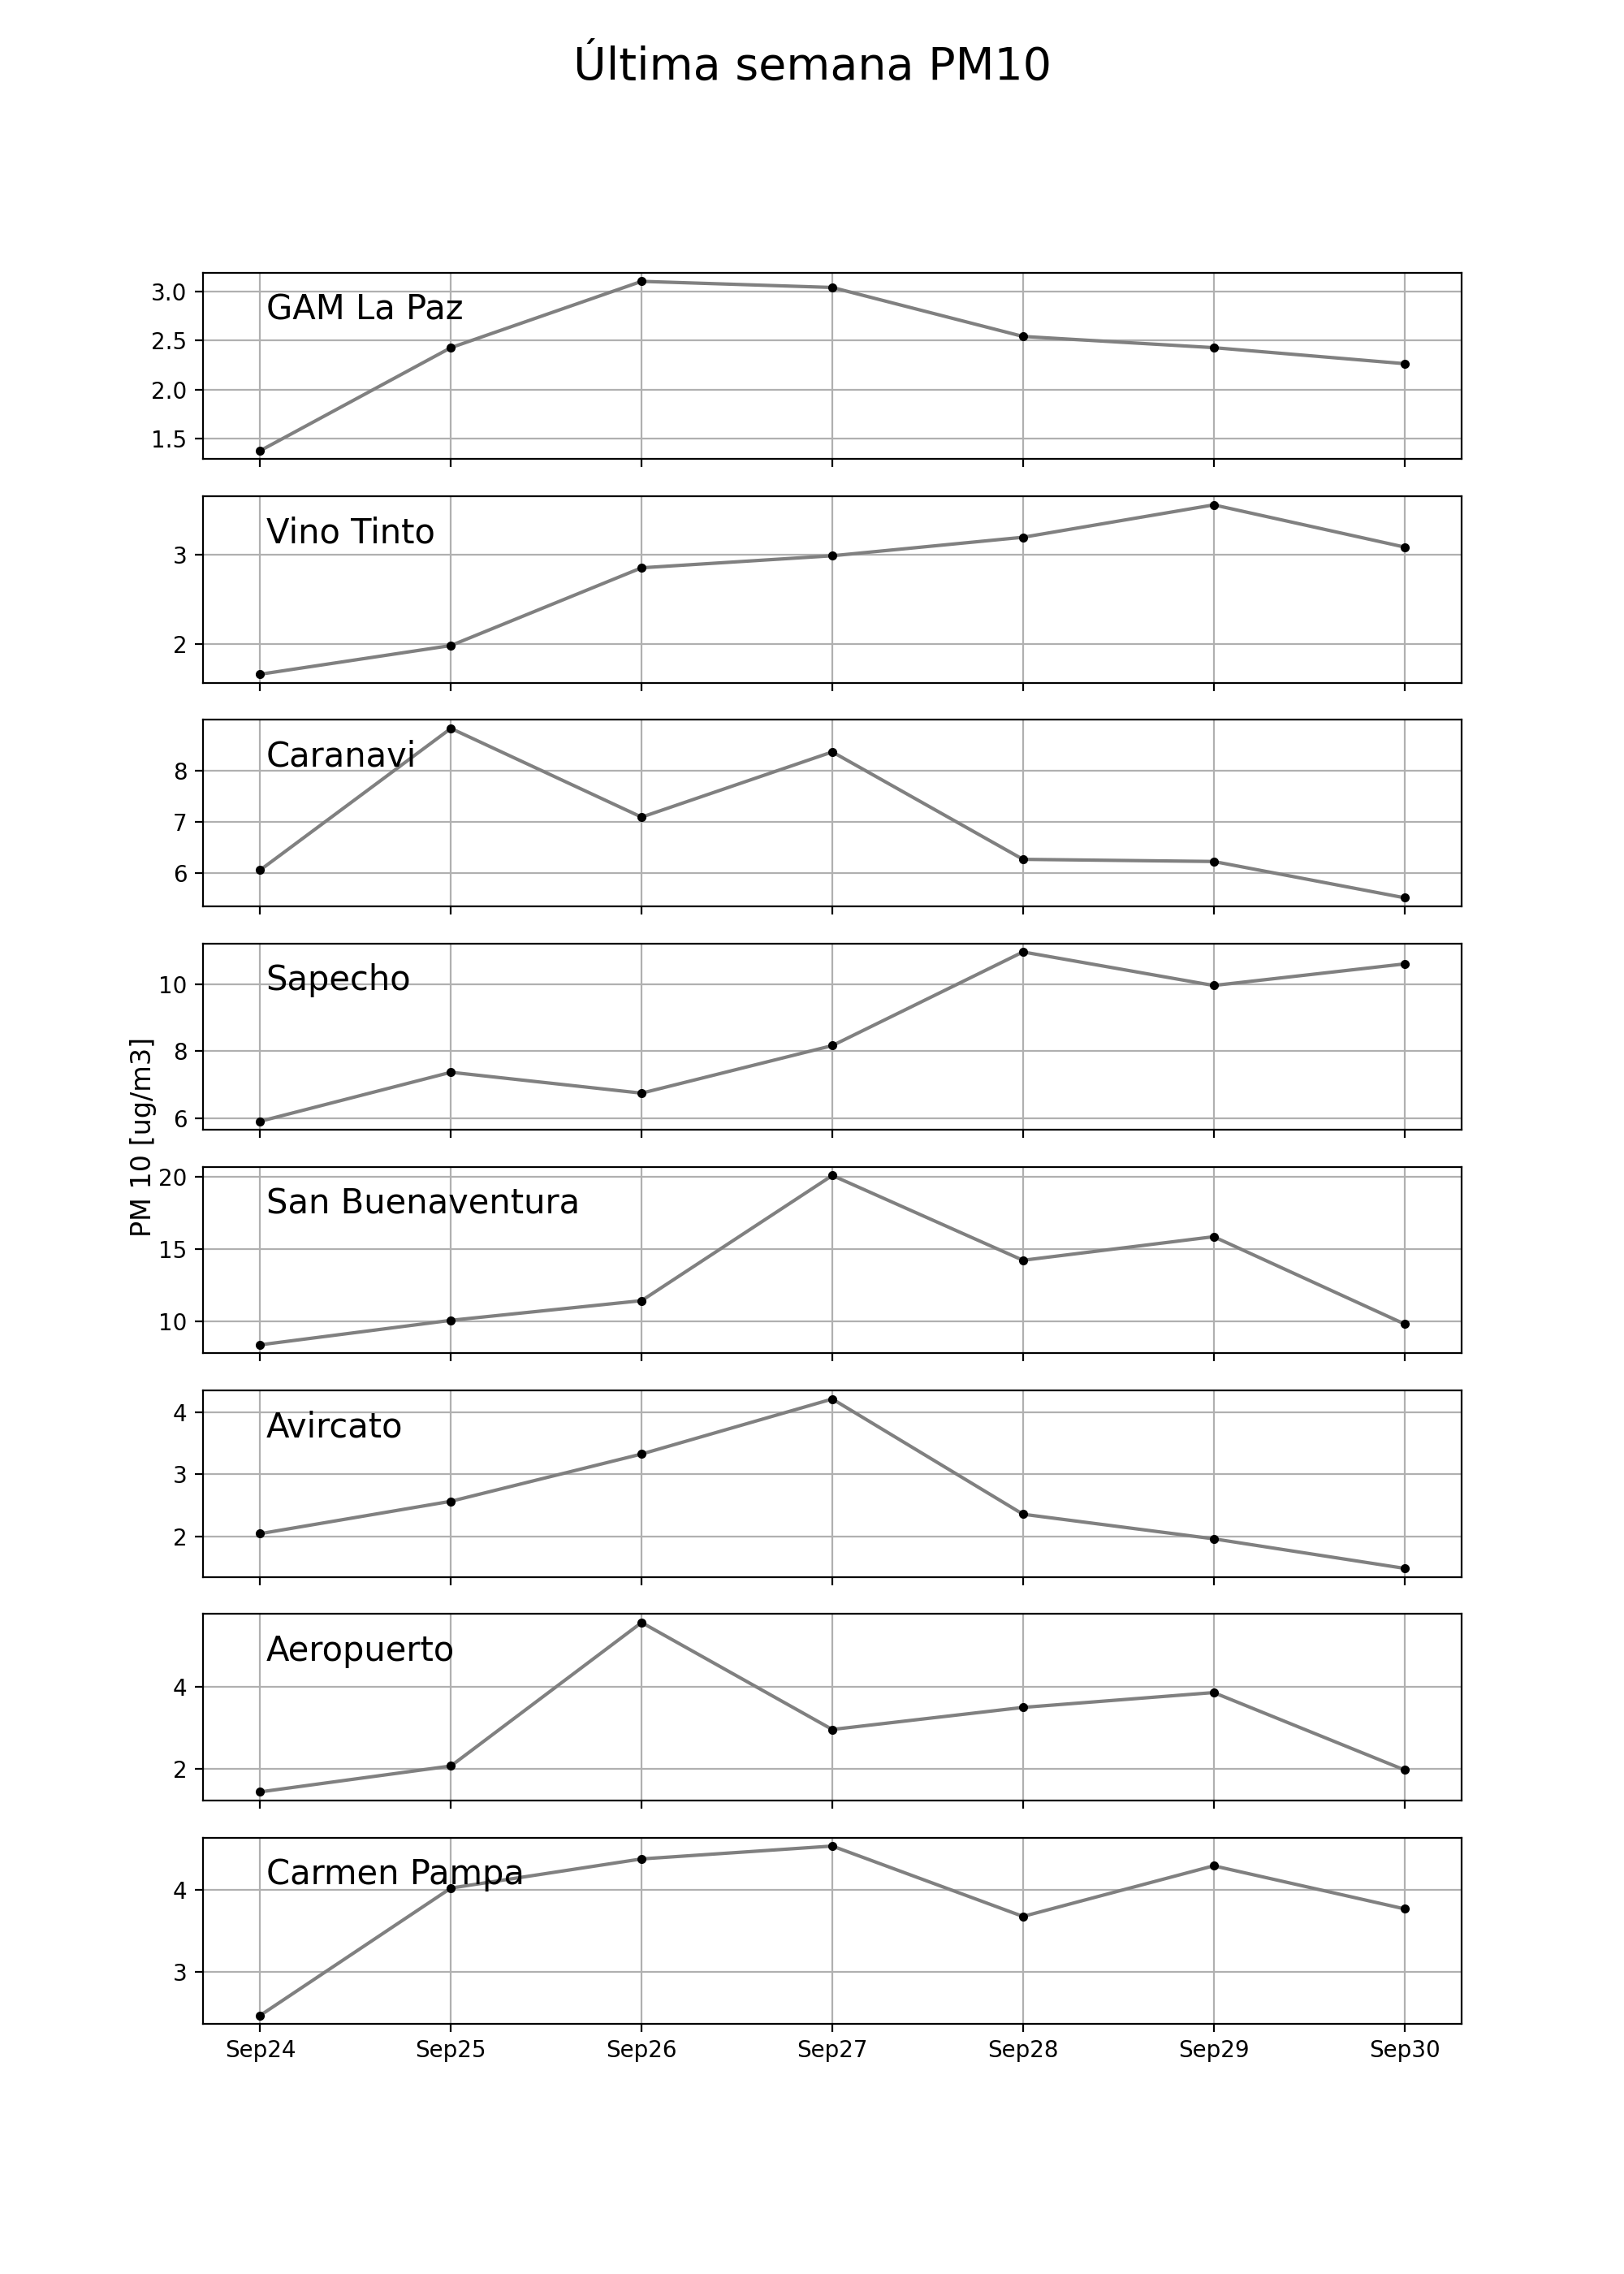 Última semana PM10
GAM La Paz
3.0
2.5
2.0
1.5
Vino Tinto
3
2
Caranavi
8
7
6
Sapecho
10
8
6
PM 10 [ug/m3]
San Buenaventura
20
15
10
Avircato
4
3
2
Aeropuerto
4
2
Carmen Pampa
4
3
Sep24 Sep25 Sep26 Sep27 Sep28 Sep29 Sep30